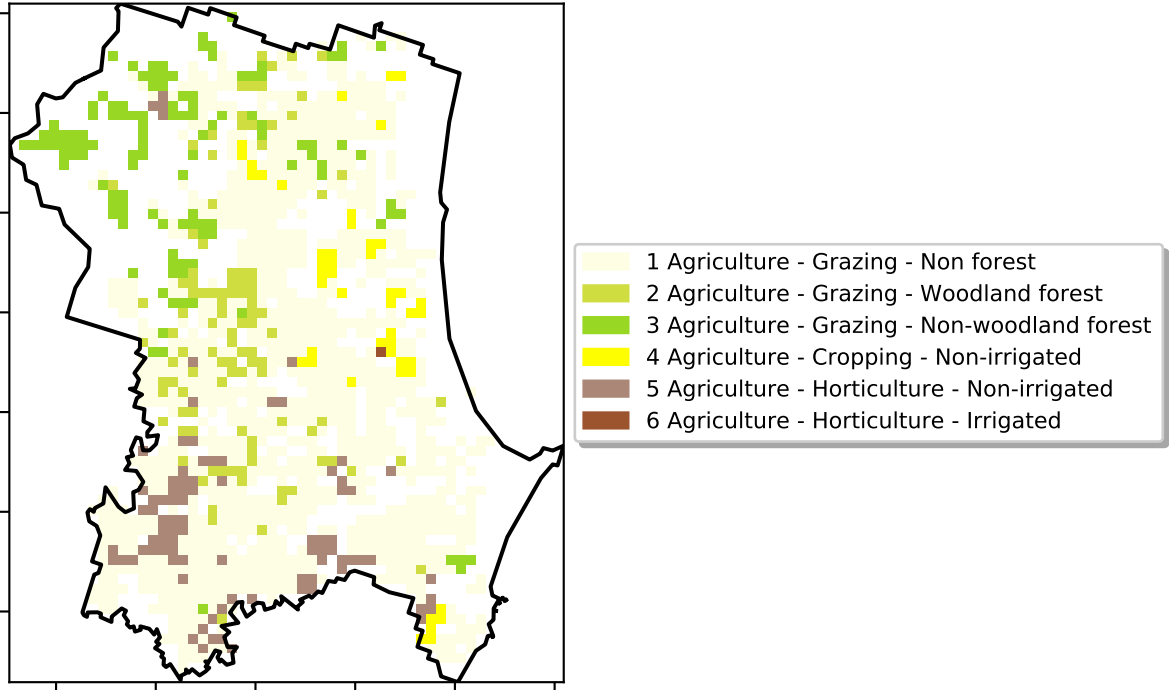 1 Agriculture - Grazing - Non forest
2 Agriculture - Grazing - Woodland forest
3 Agriculture - Grazing - Non-woodland forest
4 Agriculture - Cropping - Non-irrigated
5 Agriculture - Horticulture - Non-irrigated
6 Agriculture - Horticulture - Irrigated